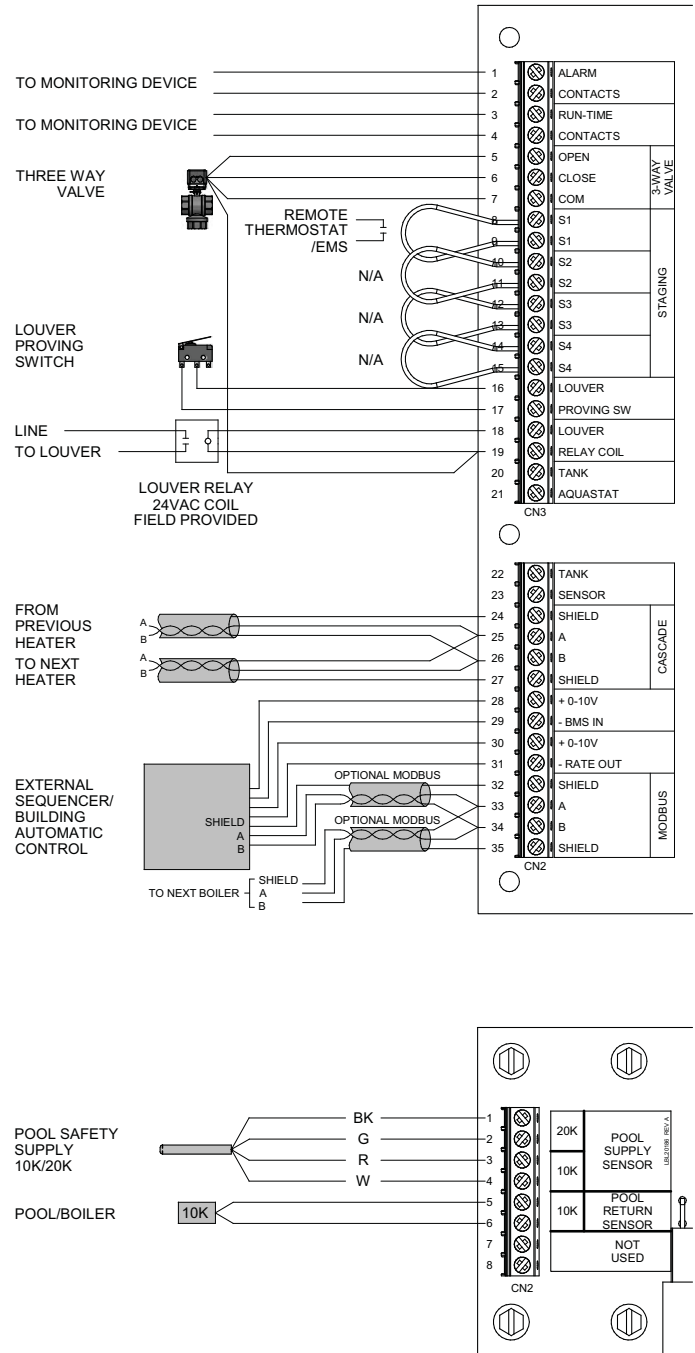 TO MONITORING DEVICE
1 ALARM
2 CONTACTS
TO MONITORING DEVICE
3 RUN-TIME
4 CONTACTS
THREE WAY
VALVE
5 OPEN
6 CLOSE
7 COM
3-WAY
VALVE
REMOTE
THERMOSTAT
/EMS
8 S1
9 S1
N/A
10 S2
11 S2
N/A
12 S3
13 S3
N/A
14 S4
15 S4
STAGING
LOUVER
PROVING
SWITCH
16 LOUVER
17 PROVING SW
LINE
18 LOUVER
TO LOUVER
19 RELAY COIL
20 TANK
21 AQUASTAT
LOUVER RELAY
24VAC COIL
FIELD PROVIDED
CN3
22 TANK
23 SENSOR
FROM
PREVIOUS
HEATER
A
B
24 SHIELD
25 A
TO NEXT
HEATER
A
B
26 B
27 SHIELD
CASCADE
28 + 0-10V
29 - BMS IN
30 + 0-10V
31 - RATE OUT
EXTERNAL
SEQUENCER/
BUILDING
AUTOMATIC
CONTROL
SHIELD
A
B
OPTIONAL MODBUS
32 SHIELD
33 A
OPTIONAL MODBUS
34 B
35 SHIELD
MODBUS
CN2
TO NEXT BOILER
SHIELD
A
B
POOL SAFETY
SUPPLY
10K/20K
BK 1
G 2
R 3
W 4
20K
10K
POOL
SUPPLY
SENSOR
LBL20186 REV A
POOL/BOILER
10K
5
6
10K
POOL
RETURN
SENSOR
7
8
NOT
USED
CN2